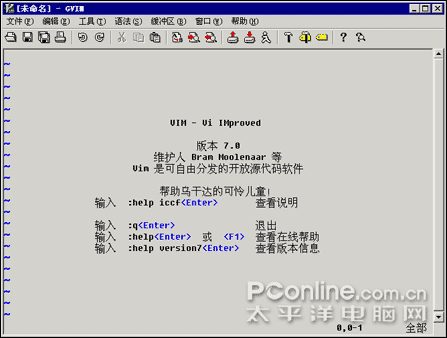 [未命名] - GVIM
文件(F) 编辑(E) 工具(T) 语法(S) 缓冲区(B) 窗口(W) 帮助(H)
VIM - Vi IMproved
版本 7.0
维护人 Bram Moolenaar 等
Vim 是可自由分发的开放源代码软件
帮助乌干达的可怜儿童!
输入 :help iccf<Enter> 查看说明
输入 :q<Enter> 退出
输入 :help<Enter> 或 <F1> 查看在线帮助
输入 :help version7<Enter> 查看版本信息
PConline.com.cn
太平洋电脑网
0,0-1 全部